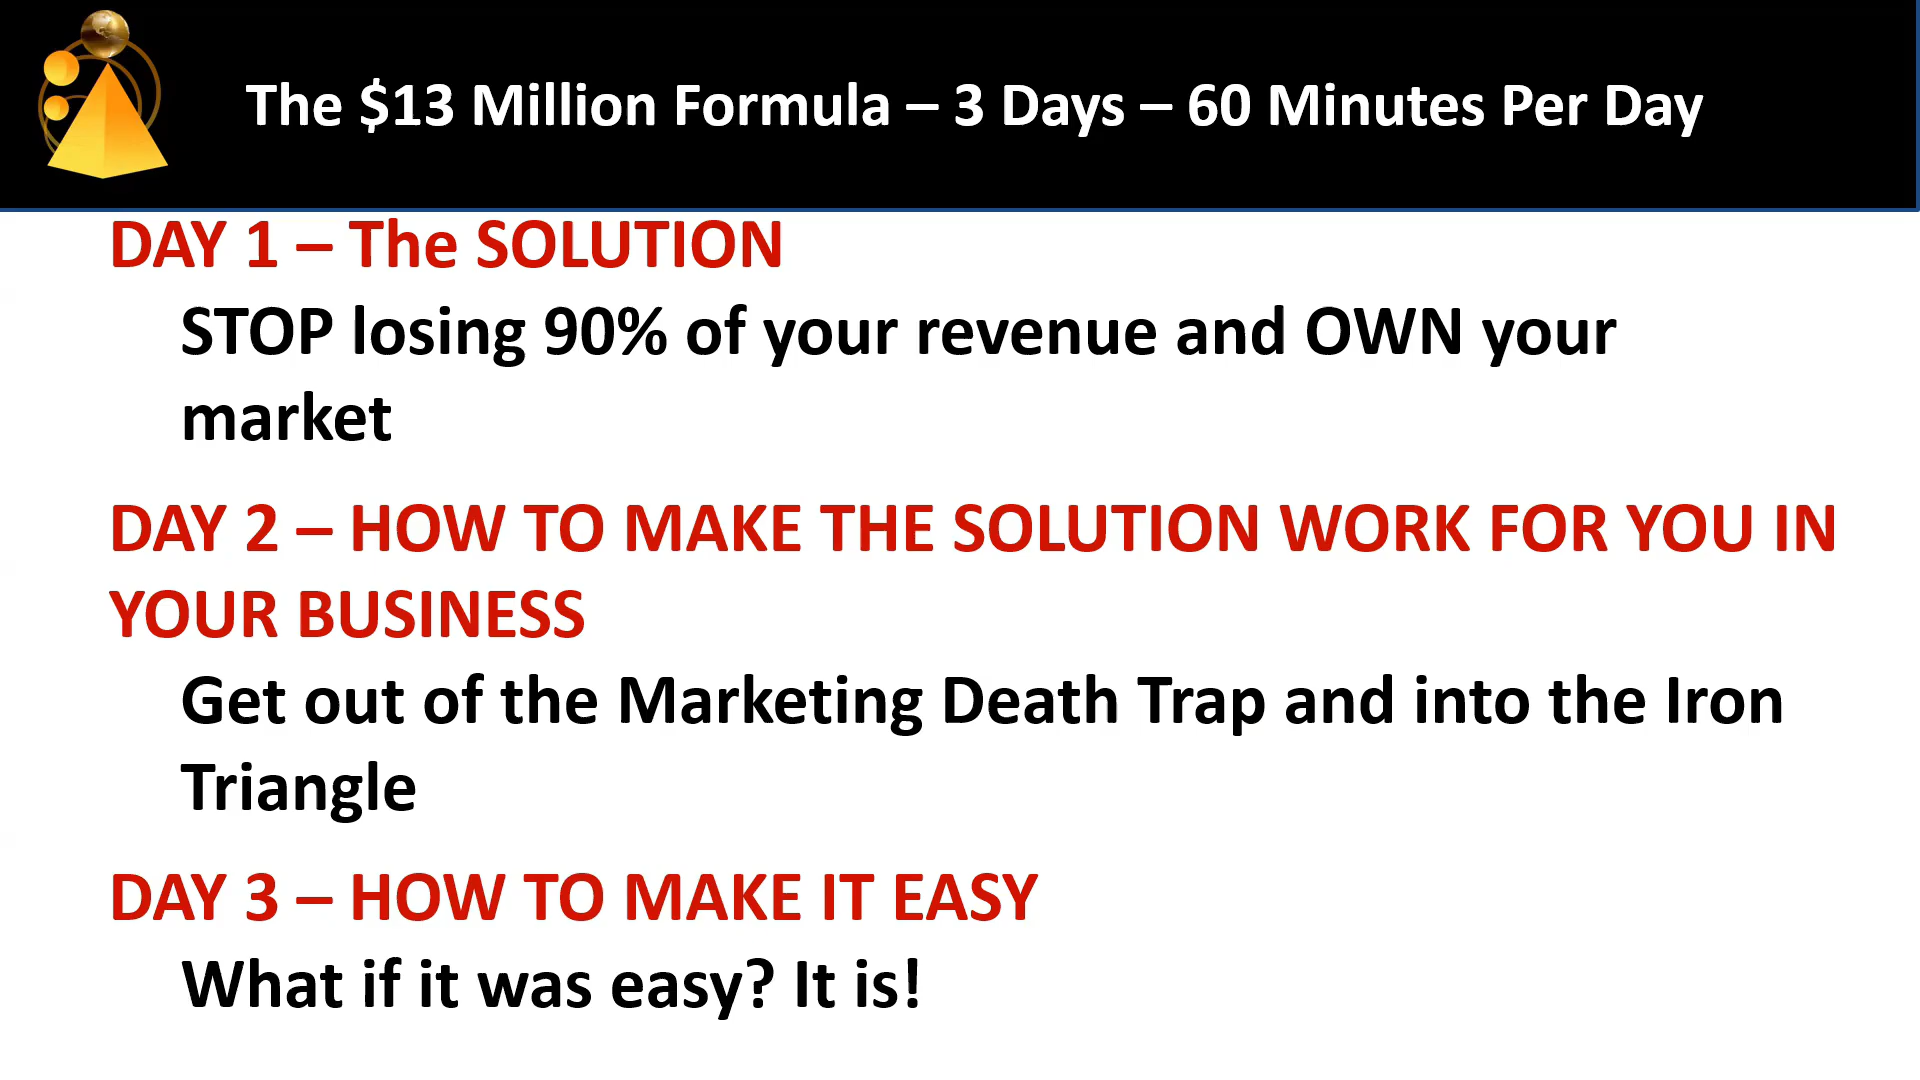 The $13 Million Formula – 3 Days – 60 Minutes Per Day
DAY 1 – The SOLUTION
STOP losing 90% of your revenue and OWN your
market
DAY 2 – HOW TO MAKE THE SOLUTION WORK FOR YOU IN
YOUR BUSINESS
Get out of the Marketing Death Trap and into the Iron
Triangle
DAY 3 – HOW TO MAKE IT EASY
What if it was easy? It is!